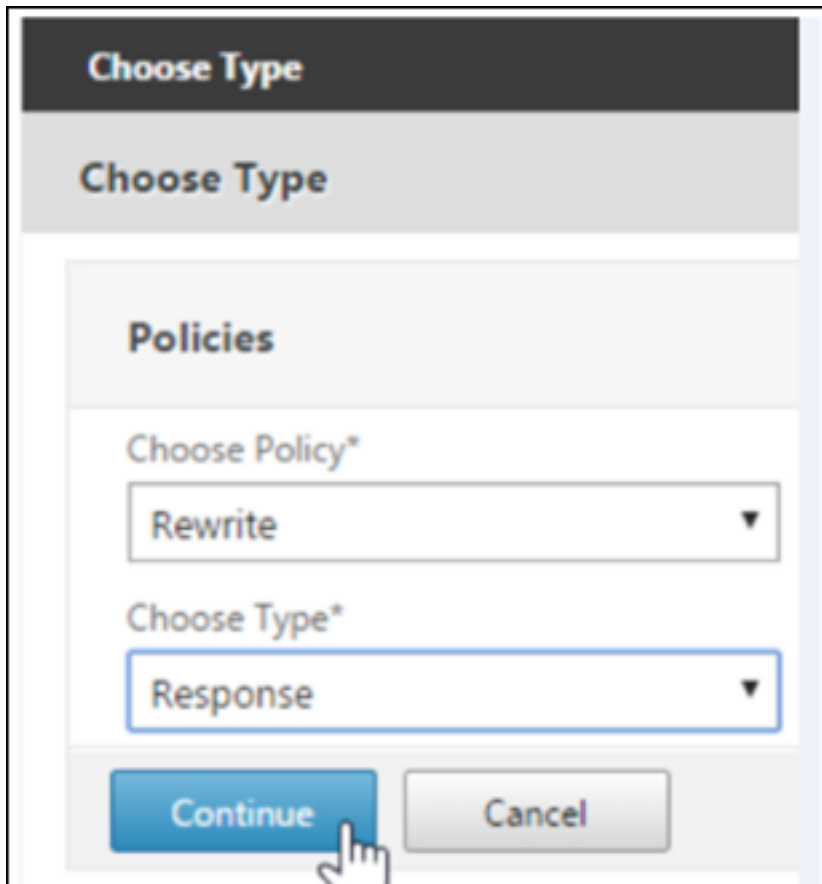 Choose Type
Choose Type
Policies
Choose Policy*
Rewrite
Choose Type*
Response
Continue
Cancel